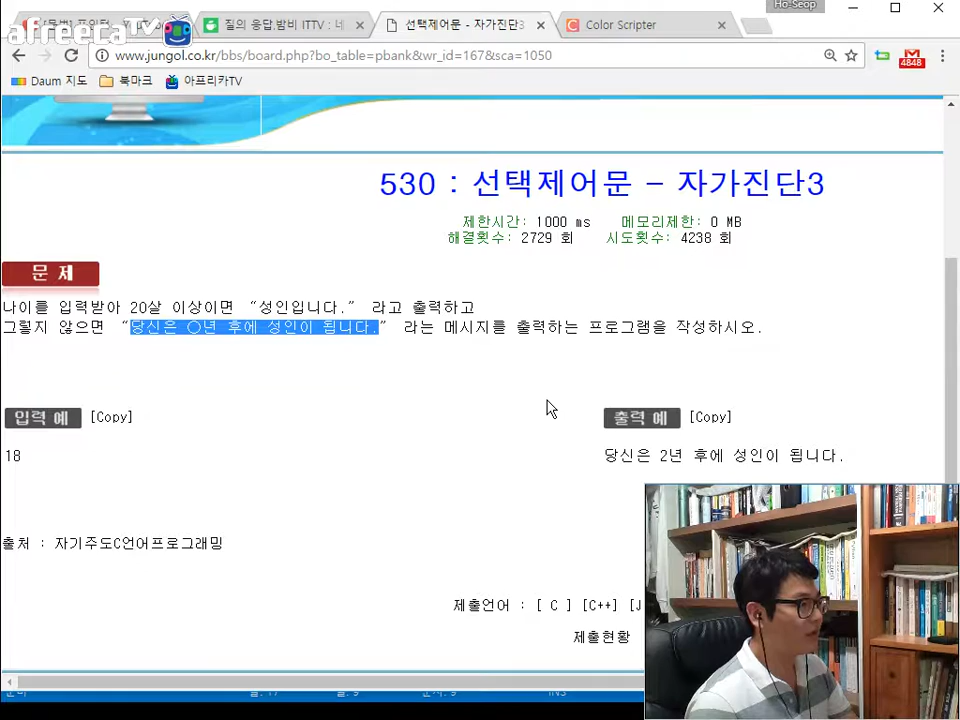 Ho-Seop
afreecaTV
질의 응답,밤비 ITTV : 네
선택제어문 - 자가진단3
Color Scripter
www.jungol.co.kr/bbs/board.php?bo_table=pbank&wr_id=167&sca=1050
4848
Daum 지도
북마크
아프리카TV
530 : 선택제어문 - 자가진단3
제한시간: 1000 ms 메모리제한: 0 MB
해결횟수: 2729 회 시도횟수: 4238 회
문 제
나이를 입력받아 20살 이상이면 “성인입니다.” 라고 출력하고
그렇지 않으면 “당신은 ○년 후에 성인이 됩니다.” 라는 메시지를 출력하는 프로그램을 작성하시오.
입력 예 [Copy]
출력 예 [Copy]
18
당신은 2년 후에 성인이 됩니다.
출처 : 자기주도C언어프로그래밍
제출언어 : [ C ] [C++] [J
제출현황